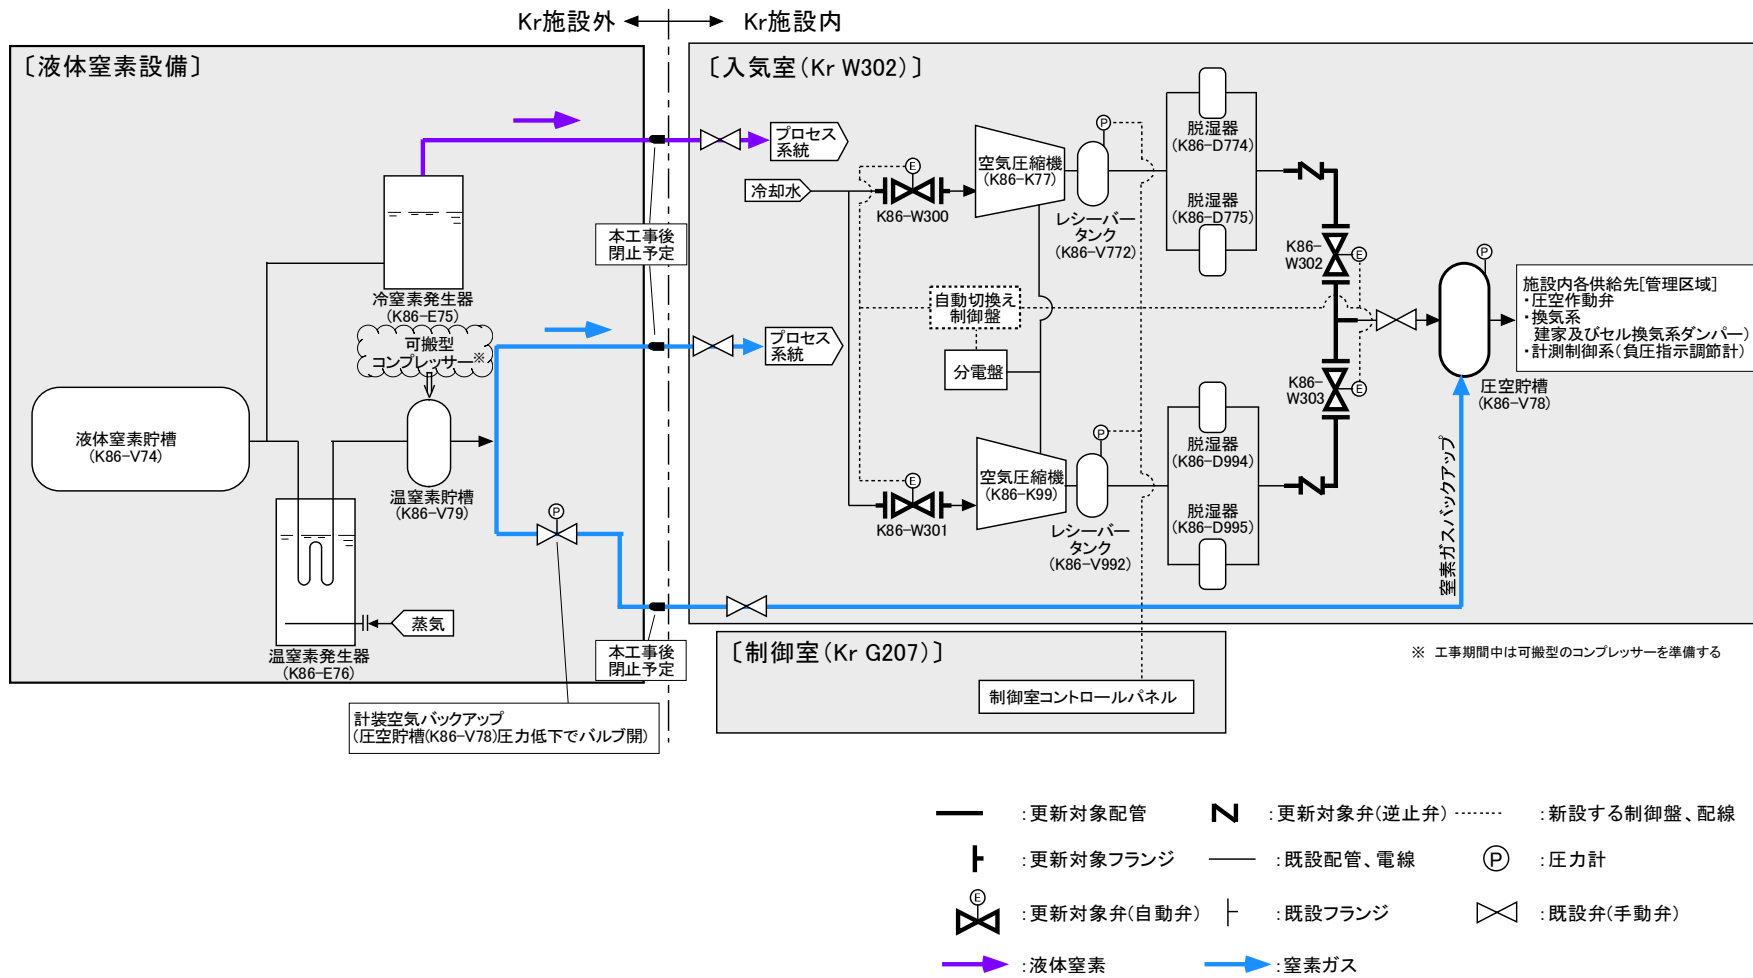 Kr施設外
Kr施設内
〔液体窒素設備〕
冷窒素発生器
(K86-E75)
可搬型
コンプレッサー※
液体窒素貯槽
(K86-V74)
温窒素貯槽
(K86-V79)
P
蒸気
温窒素発生器
(K86-E76)
計装空気バックアップ
(圧空貯槽(K86-V78)圧力低下でバルブ開)
本工事後
閉止予定
本工事後
閉止予定
〔入気室(Kr W302)〕
プロセス
系統
プロセス
系統
冷却水
E
K86-W300
空気圧縮機
(K86-K77)
P
レシーバー
タンク
(K86-V772)
脱湿器
(K86-D774)
脱湿器
(K86-D775)
自動切換え
制御盤
分電盤
E
K86-W301
空気圧縮機
(K86-K99)
P
レシーバー
タンク
(K86-V992)
脱湿器
(K86-D994)
脱湿器
(K86-D995)
K86-
W302
E
K86-
W303
E
P
圧空貯槽
(K86-V78)
窒素ガスバックアップ
施設内各供給先[管理区域]
・圧空作動弁
・換気系
建家及びセル換気系ダンパー)
・計測制御系(負圧指示調節計)
〔制御室(Kr G207)〕
制御室コントロールパネル
※ 工事期間中は可搬型のコンプレッサーを準備する
:更新対象配管
:更新対象弁(逆止弁)
:新設する制御盤、配線
:更新対象フランジ
:既設配管、電線
P
:圧力計
E
:更新対象弁(自動弁)
:既設フランジ
:既設弁(手動弁)
:液体窒素
:窒素ガス